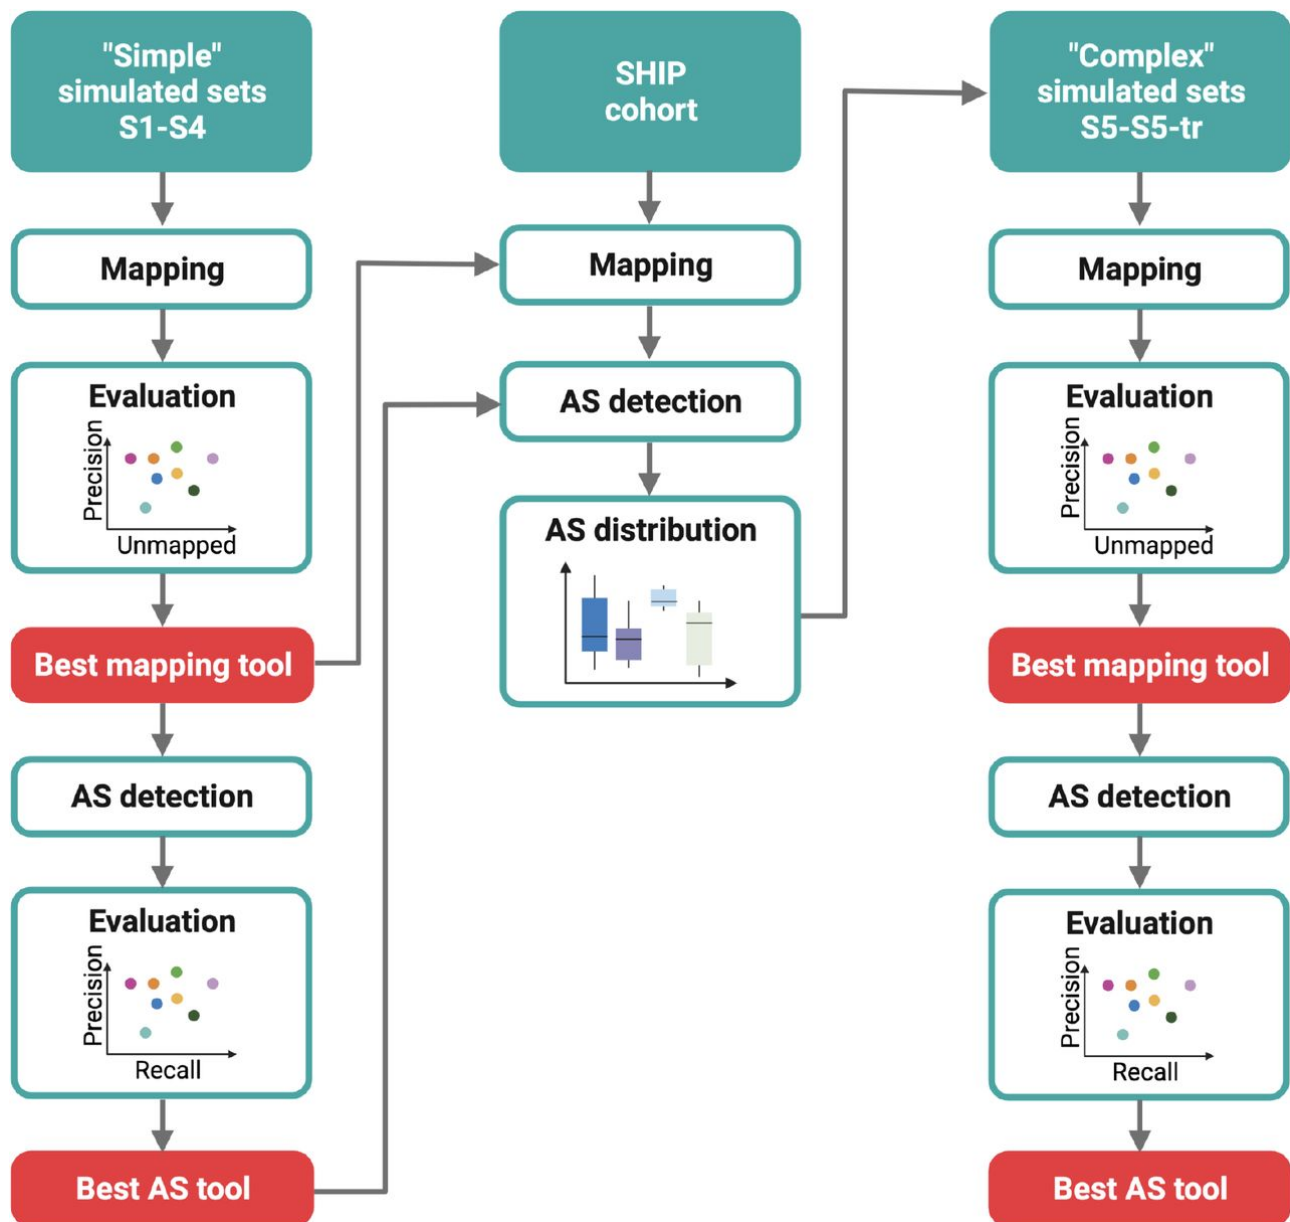 "Simple"
simulated sets
S1-S4
Mapping
Evaluation
Precision
Unmapped
Best mapping tool
AS detection
Evaluation
Precision
Recall
Best AS tool
SHIP
cohort
Mapping
AS detection
AS distribution
"Complex"
simulated sets
S5-S5-tr
Mapping
Evaluation
Precision
Unmapped
Best mapping tool
AS detection
Evaluation
Precision
Recall
Best AS tool